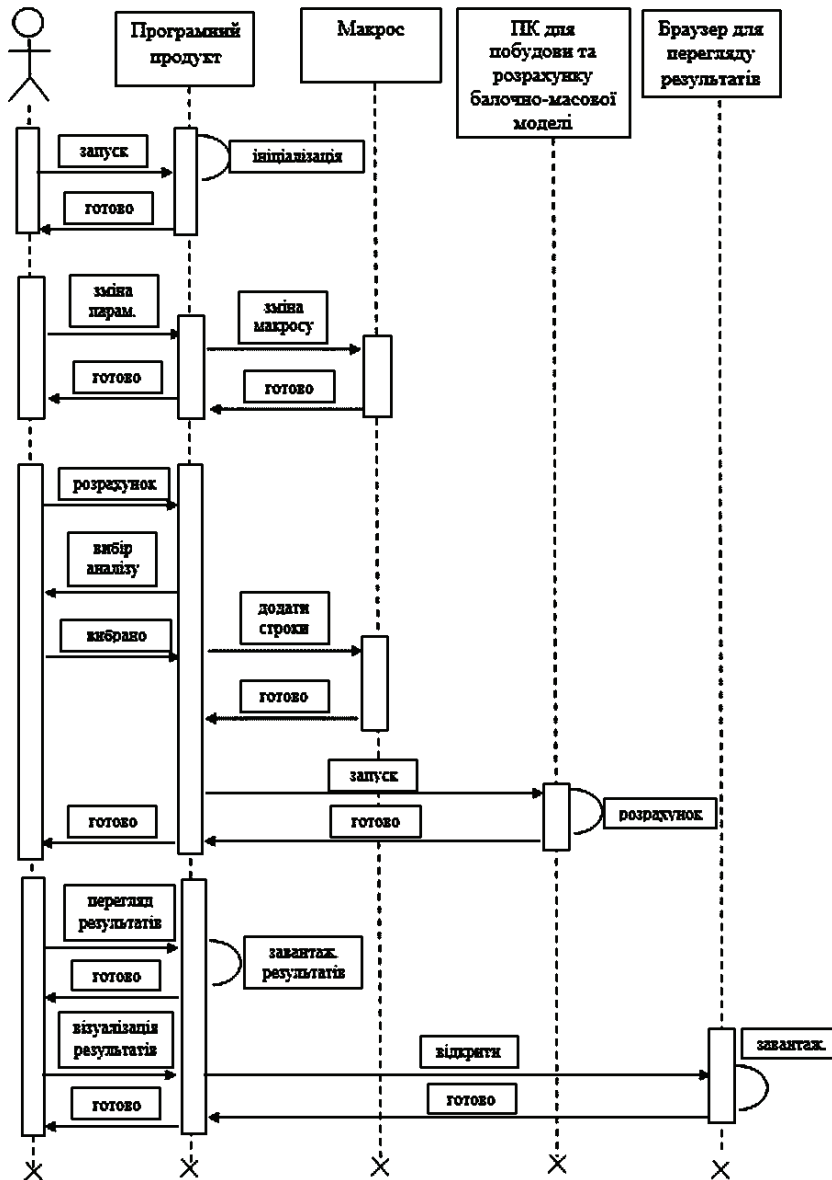 Програмний
продукт
Макрос
ПК для
побудови та
розрахунку
балочно-масової
моделі
Браузер для
перегляду
результатів
запуск
ініціалізація
готово
зміна
парам.
зміна
макросу
готово
готово
розрахунок
вибір
аналізу
вибрано
додати
строки
готово
запуск
розрахунок
готово
готово
перегляд
результатів
завантаж.
результатів
готово
візуалізація
результатів
відкрити
завантаж.
готово
готово